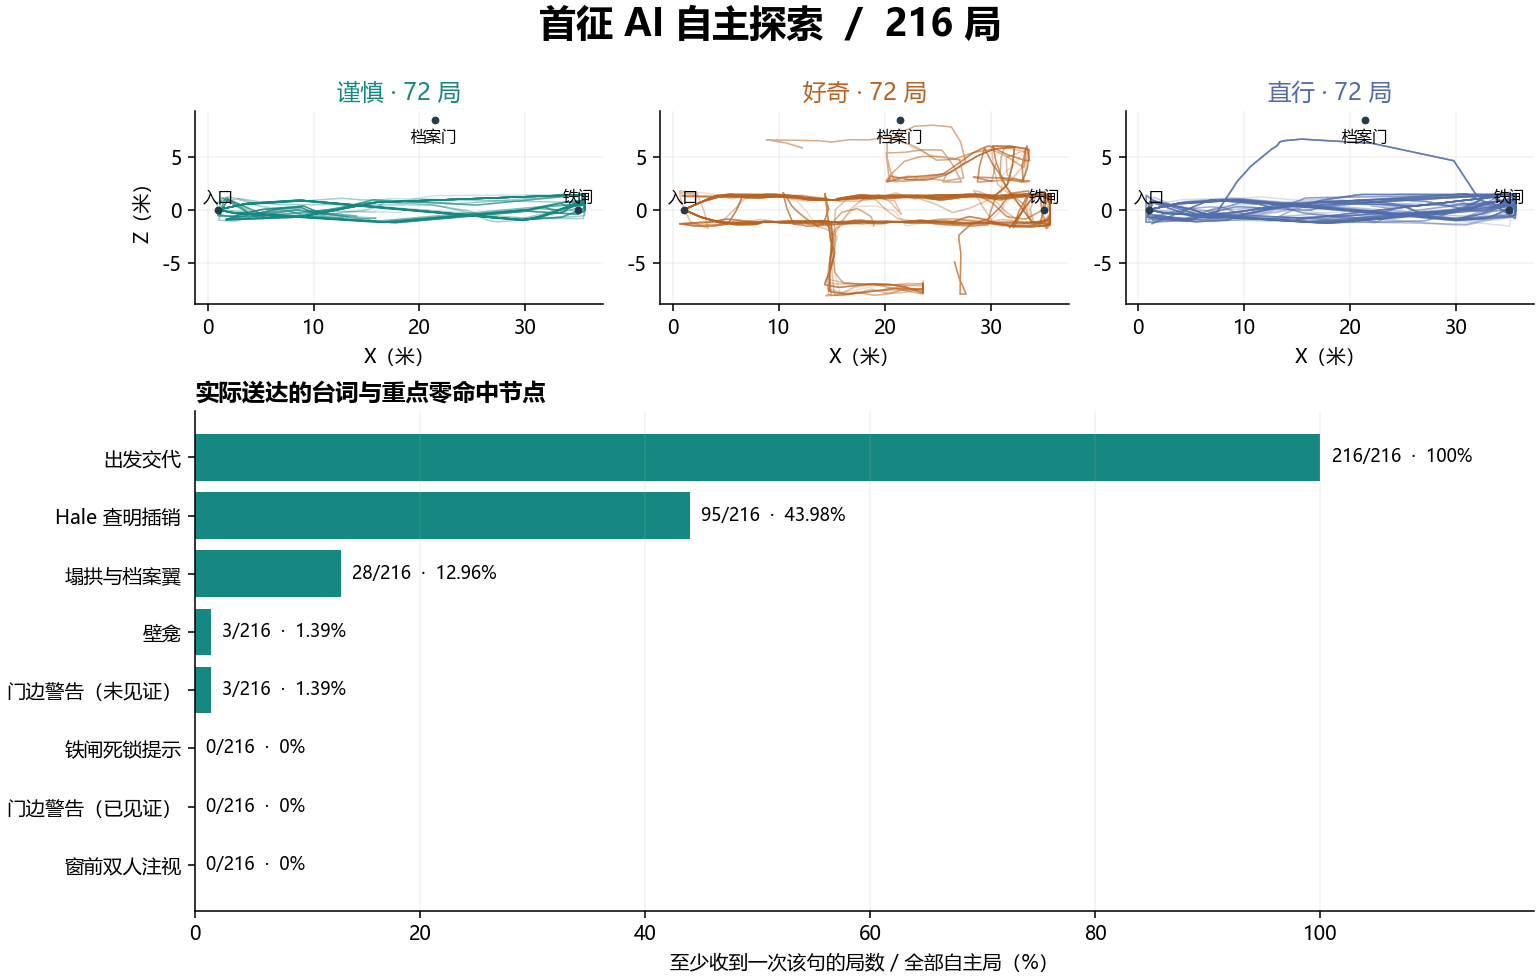 首征 AI 自主探索 / 216 局
谨慎 · 72 局
好奇 · 72 局
直行 · 72 局
档案门
入口
铁闸
5
0
-5
Z（米）
0 10 20 30
X（米）
档案门
入口
铁闸
5
0
-5
0 10 20 30
X（米）
档案门
入口
铁闸
5
0
-5
0 10 20 30
X（米）
实际送达的台词与重点零命中节点
出发交代 216/216 · 100%
Hale 查明插销 95/216 · 43.98%
塌拱与档案翼 28/216 · 12.96%
壁龛 3/216 · 1.39%
门边警告（未见证） 3/216 · 1.39%
铁闸死锁提示 0/216 · 0%
门边警告（已见证） 0/216 · 0%
窗前双人注视 0/216 · 0%
0 20 40 60 80 100
至少收到一次该句的局数 / 全部自主局（%）